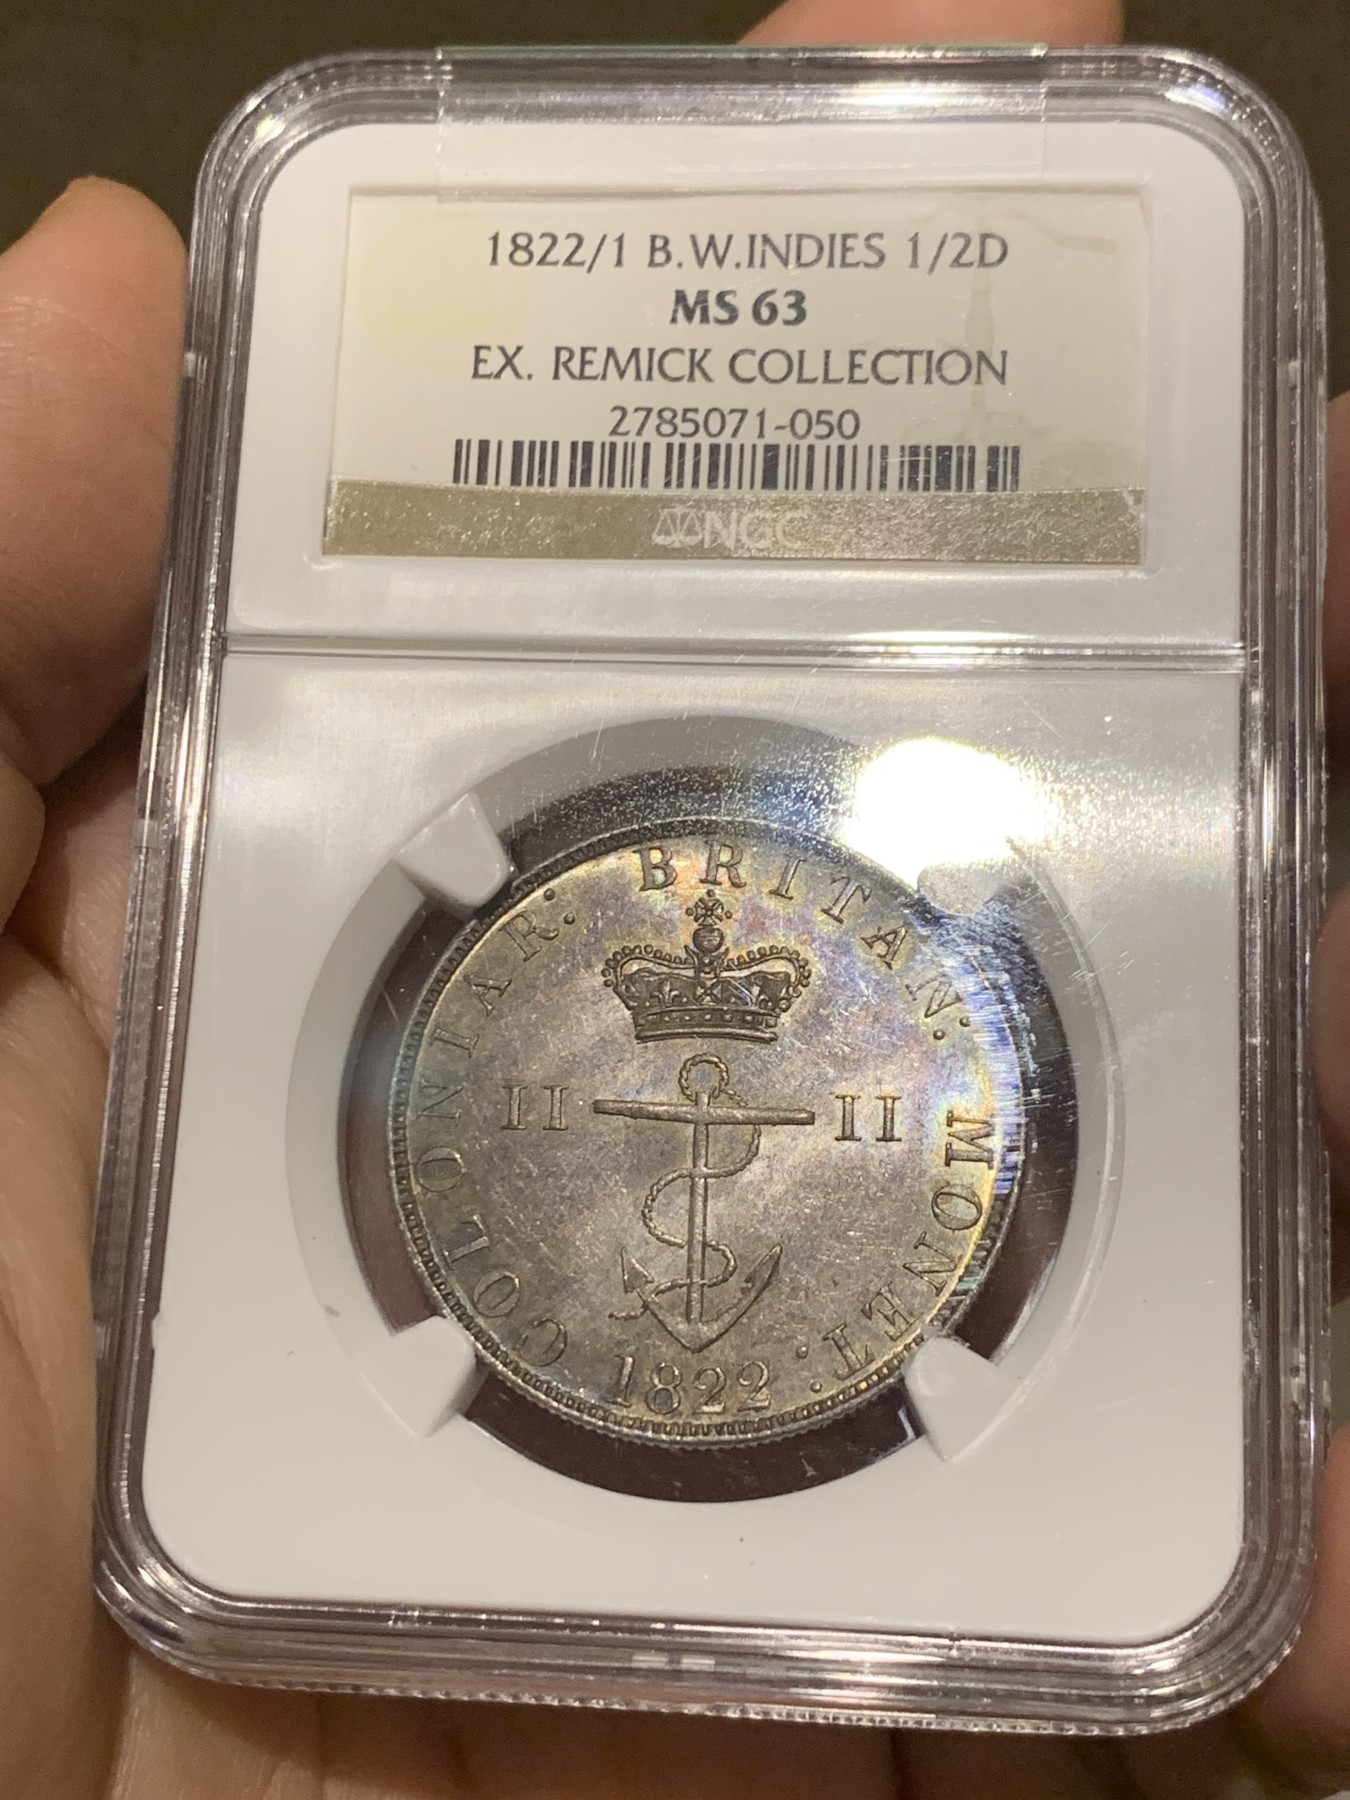 1822/1 B.W.INDIES 1/2D
MS 63
EX. REMICK COLLECTION
2785071-050
NGC
COLONIAR: BRITAN: MONET:
II II
1822